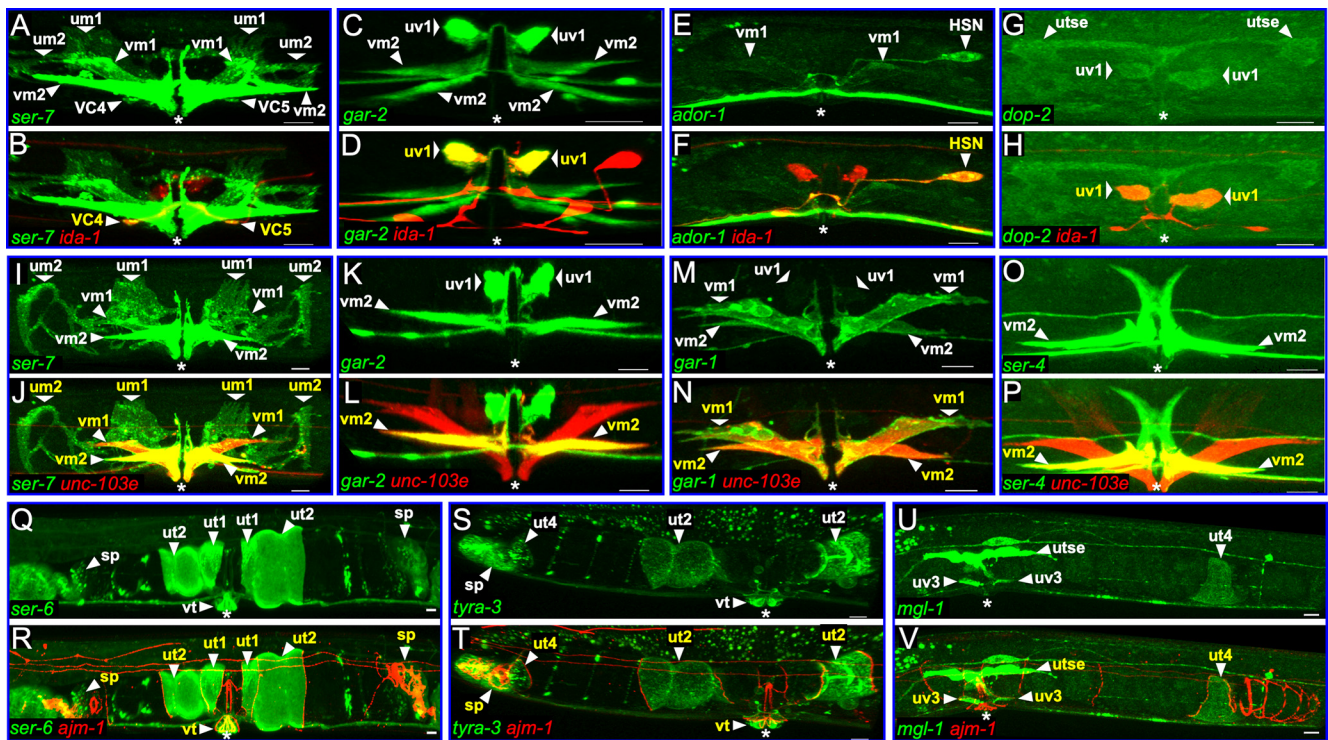 A um1 um1
um2 vm1 vm1 um2
vm2 VC4 VC5 vm2
ser-7 *
B
VC4 VC5
ser-7 ida-1 *
C uv1 uv1
vm2 vm2
vm2 vm2
gar-2 *
D
uv1 uv1
gar-2 ida-1 *
E HSN
vm1 vm1
ador-1 *
F HSN
ador-1 ida-1 *
G utse utse
uv1 uv1
dop-2 *
H
uv1 uv1
dop-2 ida-1 *
I um2 um1 um1 um2
vm1 vm1
vm2 vm2
ser-7 *
J um2 um1 um1 um2
vm1 vm1
vm2 vm2
ser-7 unc-103e *
K uv1 uv1
vm2 vm2
gar-2 *
L
vm2 vm2
gar-2 unc-103e *
M uv1 uv1 vm1
vm1
vm2 vm2
gar-1 *
N vm1 vm1
vm2 vm2
gar-1 unc-103e *
O
vm2 vm2
ser-4 *
P
vm2 vm2
ser-4 unc-103e *
Q ut2 ut1 ut1 ut2 sp
sp
vt
ser-6 *
R ut2 ut1 ut1 ut2 sp
sp
vt
ser-6 ajm-1 *
S ut4 ut2 ut2
sp
vt
tyra-3 *
T ut4 ut2 ut2
sp
vt
tyra-3 ajm-1 *
U utse ut4
uv3 uv3
mgl-1 *
V utse ut4
uv3 uv3
mgl-1 ajm-1 *